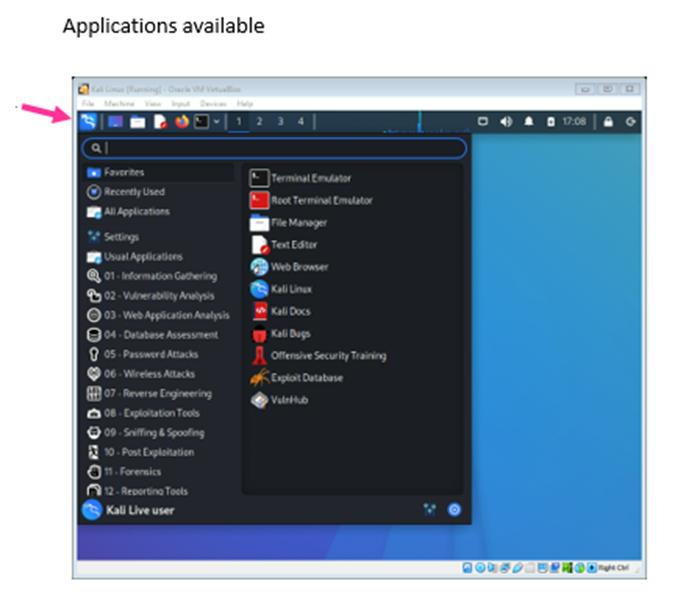 Applications available
Kali Linux [Running] - Oracle VM VirtualBox
File Machine View Input Devices Help
1 2 3 4 17:08
Favorites
Recently Used
All Applications
Settings
Usual Applications
01 - Information Gathering
02 - Vulnerability Analysis
03 - Web Application Analysis
04 - Database Assessment
05 - Password Attacks
06 - Wireless Attacks
07 - Reverse Engineering
08 - Exploitation Tools
09 - Sniffing & Spoofing
10 - Post Exploitation
11 - Forensics
12 - Reporting Tools
Terminal Emulator
Root Terminal Emulator
File Manager
Text Editor
Web Browser
Kali Linux
Kali Docs
Kali Bugs
Offensive Security Training
Exploit Database
VulnHub
Kali Live user
Right Ctrl